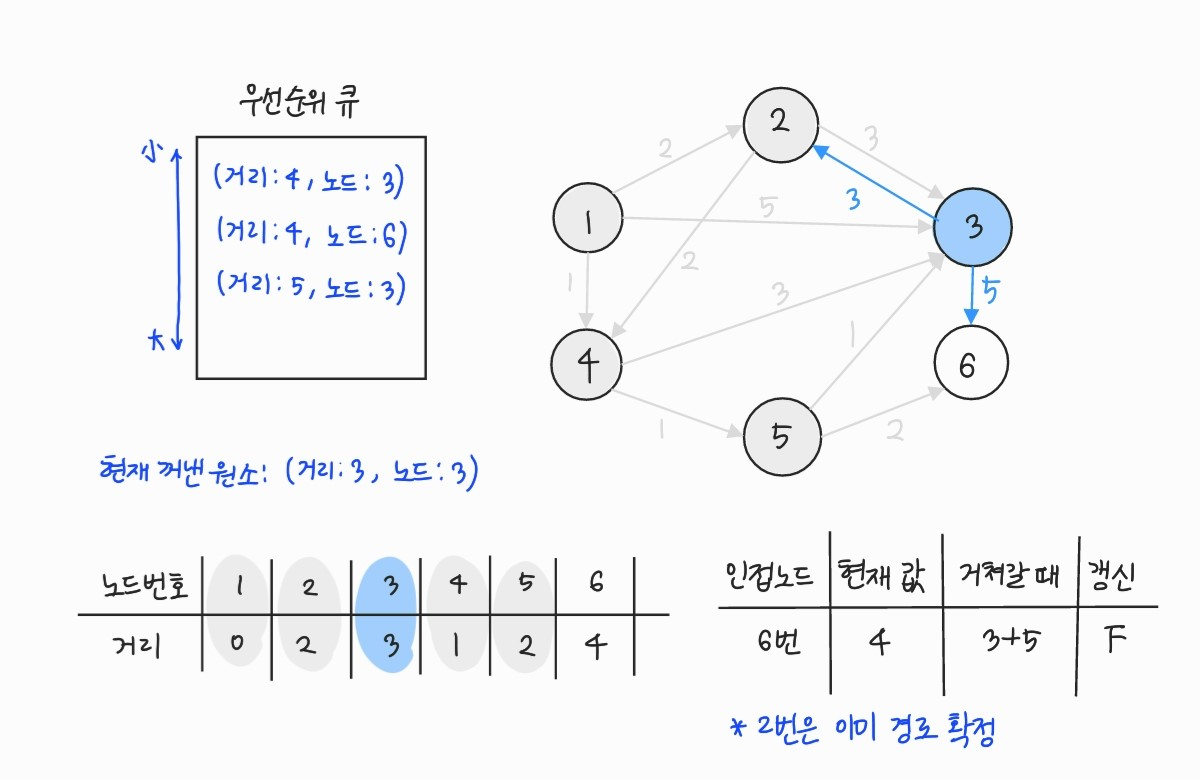 우선순위 큐
小
(거리: 4, 노드: 3)
(거리: 4, 노드: 6)
(거리: 5, 노드: 3)
大
현재 꺼낸 원소: (거리: 3, 노드: 3)
2
3
3
1
5
3
2
5
1
3
1
4
6
1
5
2
노드번호 1 2 3 4 5 6
거리 0 2 3 1 2 4
인접노드 현재 값 거쳐갈 때 갱신
6번 4 3+5 F
* 2번은 이미 경로 확정